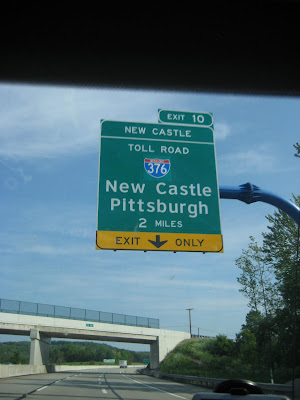 EXIT 10
NEW CASTLE
TOLL ROAD
376
New Castle
Pittsburgh
2 MILES
EXIT ONLY